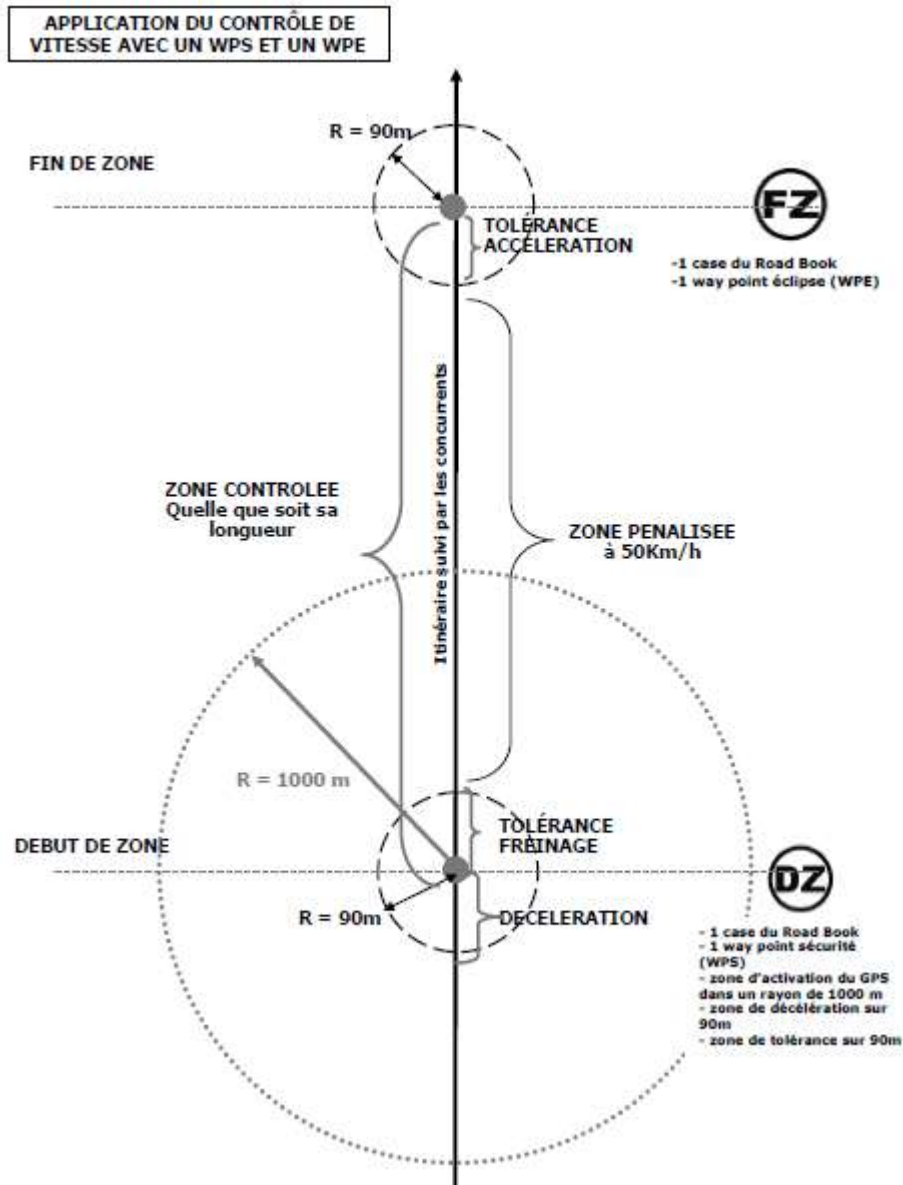 APPLICATION DU CONTRÔLE DE
VITESSE AVEC UN WPS ET UN WPE
R = 90m
FIN DE ZONE
FZ
TOLÉRANCE
ACCÉLERATION
-1 case du Road Book
-1 way point éclipse (WPE)
Itinéraire suivi par les concurrents
ZONE CONTROLÉE
Quelle que soit sa
longueur
ZONE PENALISEE
à 50Km/h
R = 1000 m
TOLÉRANCE
FREINAGE
DEBUT DE ZONE
DZ
R = 90m
DECELERATION
- 1 case du Road Book
- 1 way point sécurité
(WPS)
- zone d'activation du GPS
dans un rayon de 1000 m
- zone de décélération sur
90m
- zone de tolérance sur 90m